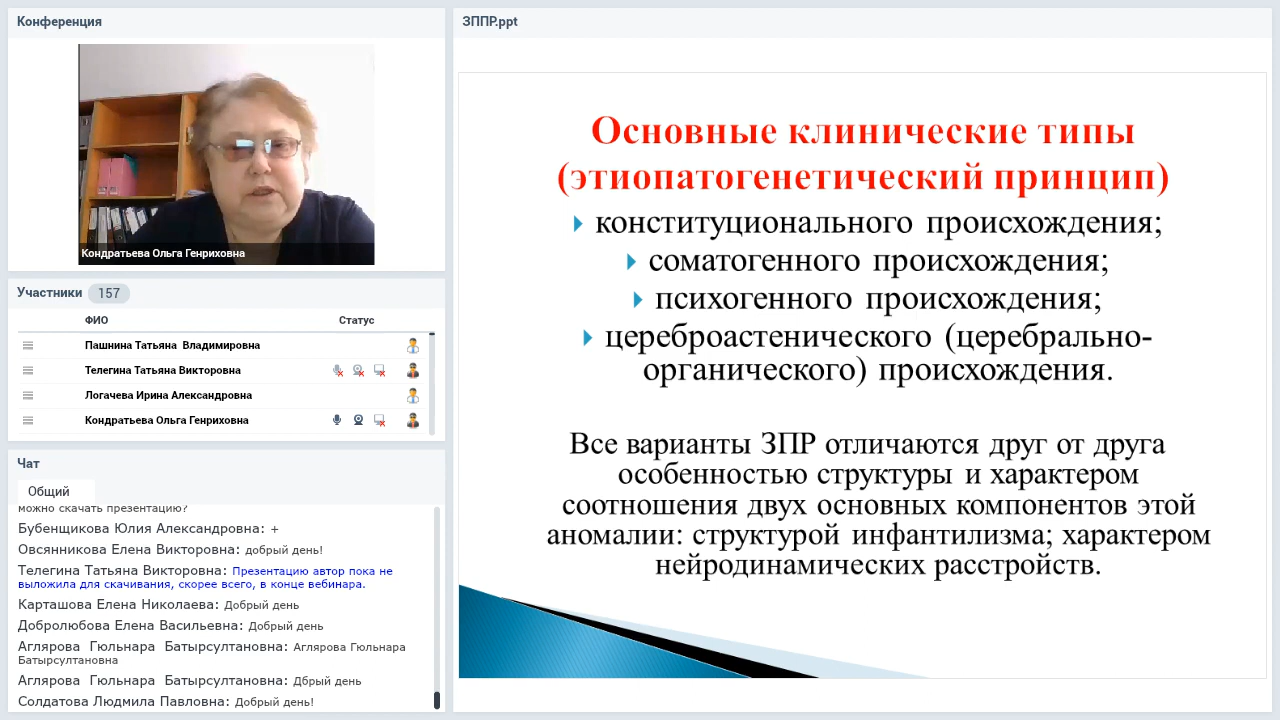 Конференция
Кондратьева Ольга Генриховна
Участники 157
ФИО Статус
Пашнина Татьяна Владимировна
Телегина Татьяна Викторовна
Логачева Ирина Александровна
Кондратьева Ольга Генриховна
Чат
Общий
можно скачать презентацию?
Бубенщикова Юлия Александровна: +
Овсянникова Елена Викторовна: добрый день!
Телегина Татьяна Викторовна: Презентацию автор пока не
выложила для скачивания, скорее всего, в конце вебинара.
Карташова Елена Николаева: Добрый день
Добролюбова Елена Васильевна: Добрый день
Аглярова Гюльнара Батырсултановна: Аглярова Гюльнара
Батырсултановна
Аглярова Гюльнара Батырсултановна: Дбрый день
Солдатова Людмила Павловна: Добрый день!
ЗППР.ppt
Основные клинические типы
(этиопатогенетический принцип)
конституционального происхождения;
соматогенного происхождения;
психогенного происхождения;
цереброастенического (церебрально-
органического) происхождения.
Все варианты ЗПР отличаются друг от друга
особенностью структуры и характером
соотношения двух основных компонентов этой
аномалии: структурой инфантилизма; характером
нейродинамических расстройств.